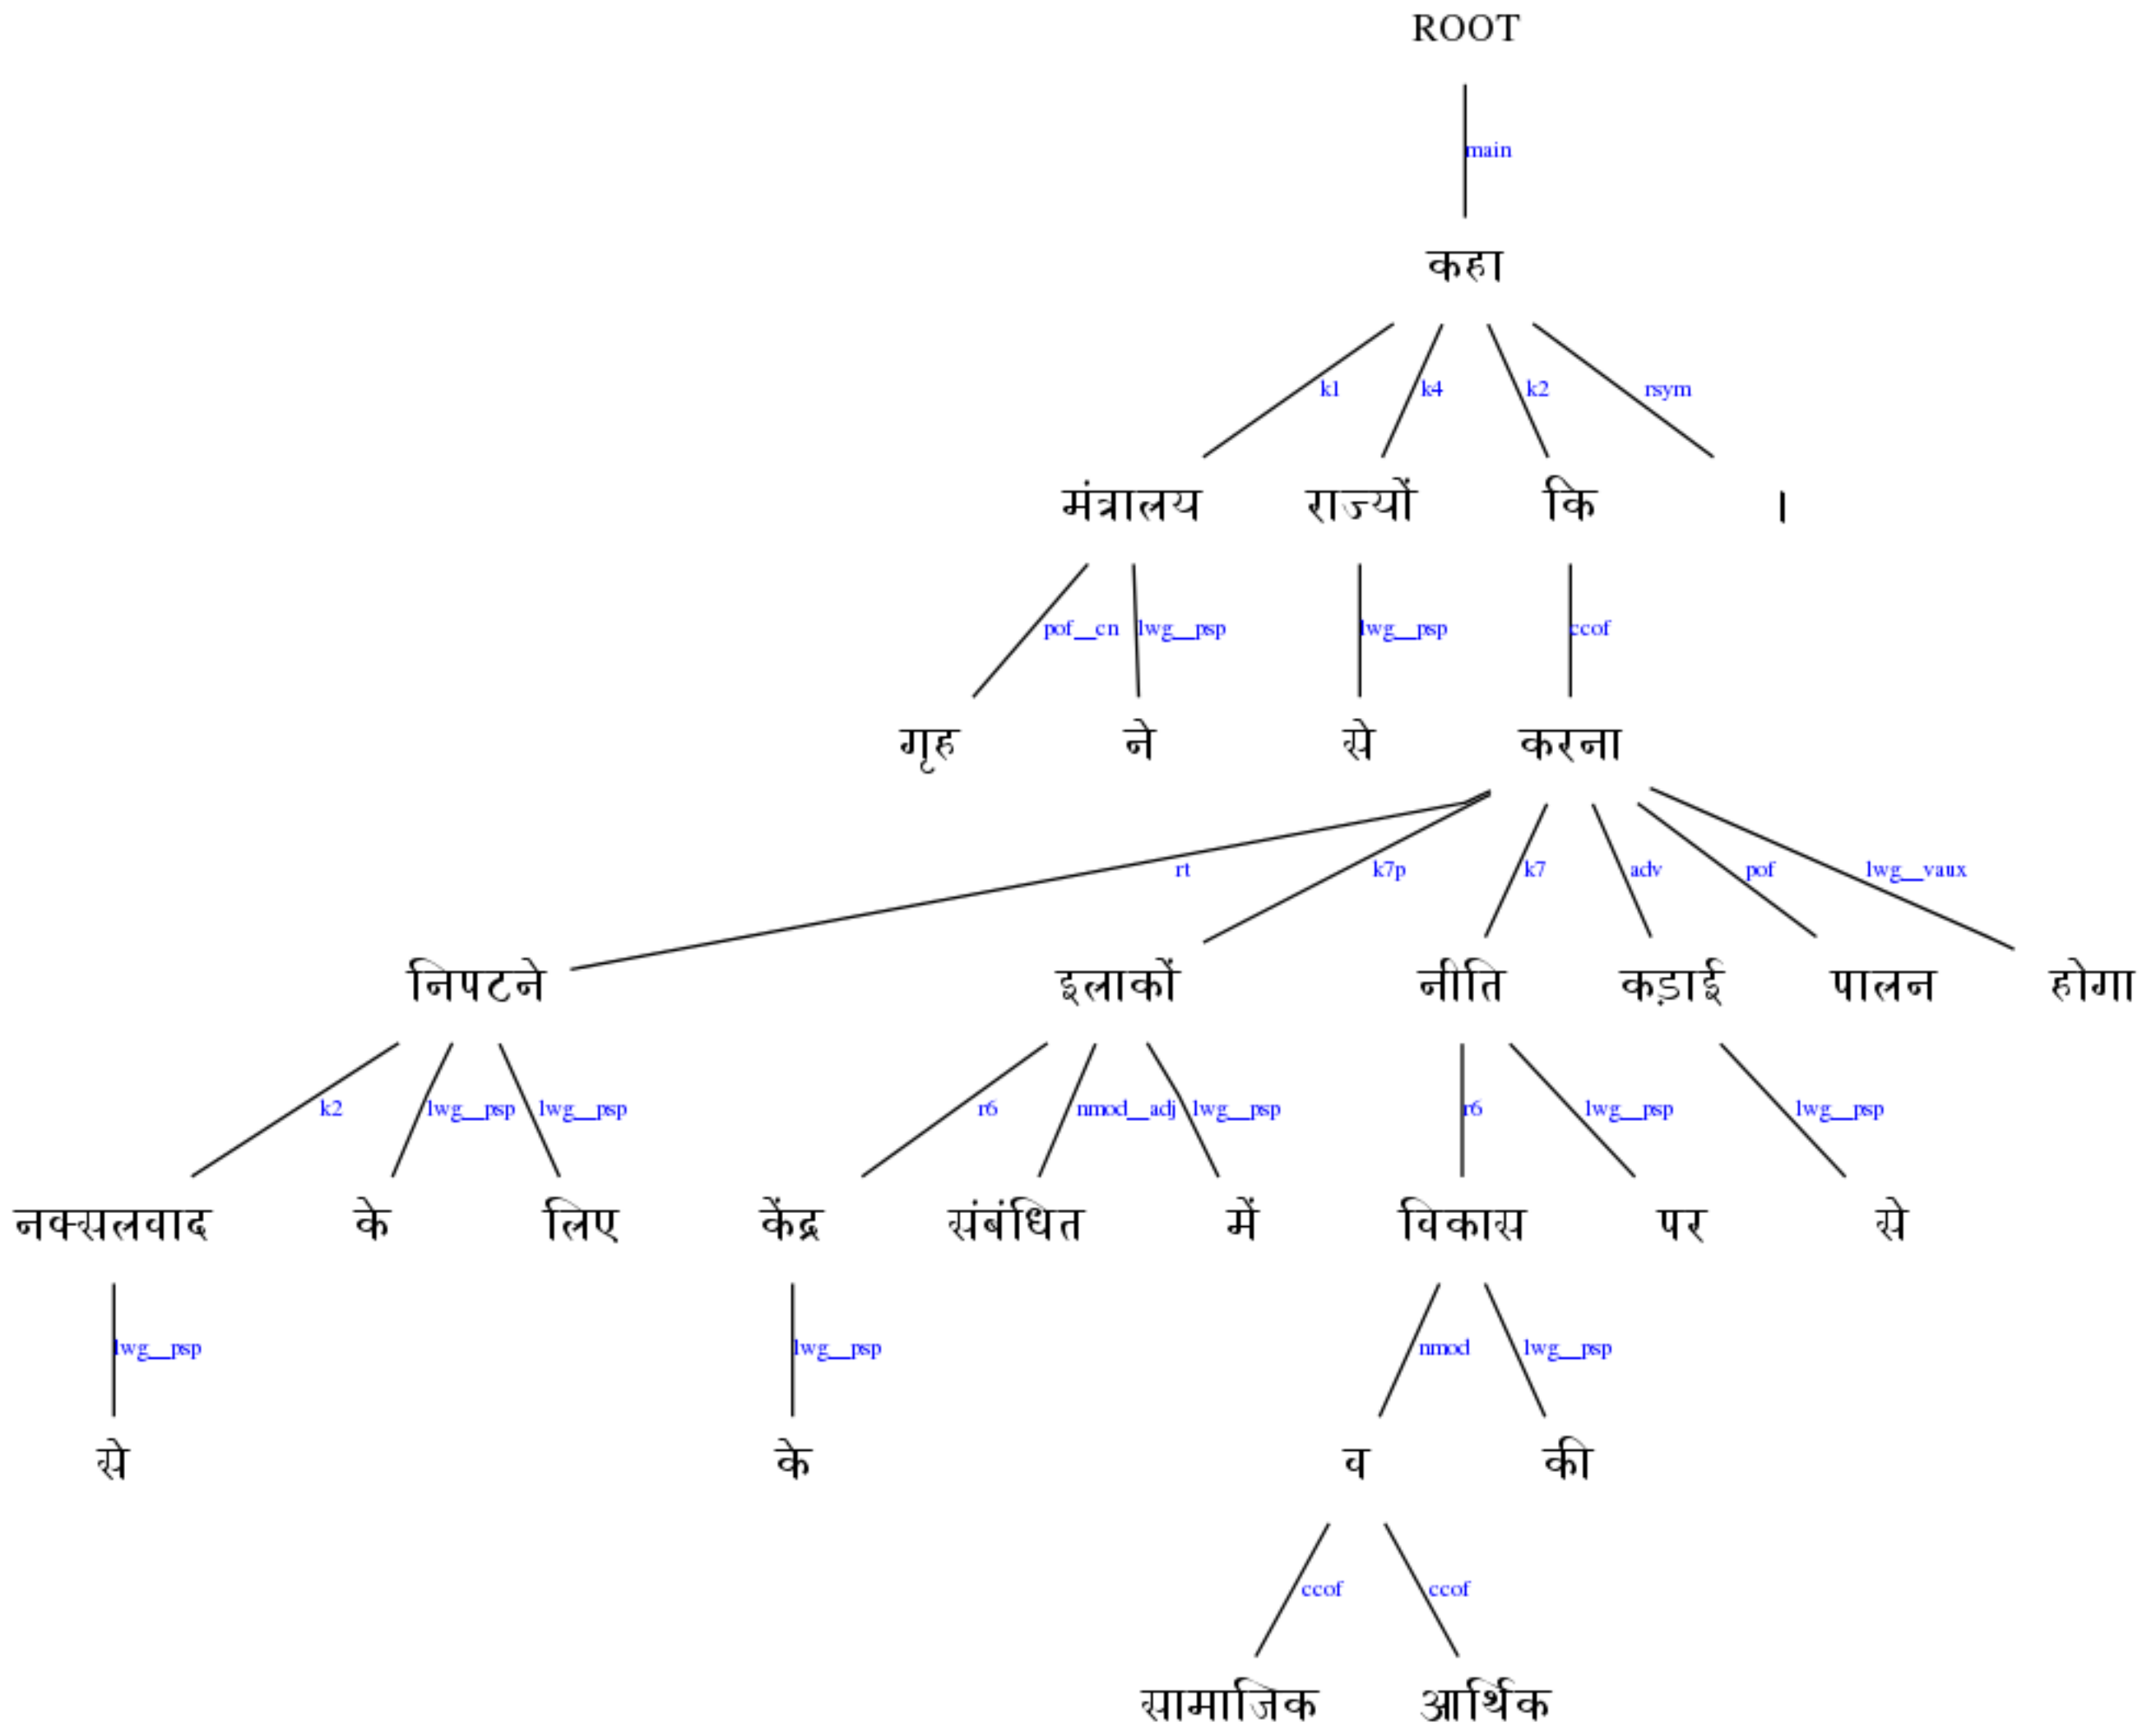 ROOT
main
कहा
k1 k4 k2 rsym
मंत्रालय राज्यों कि ।
pof__cn lwg__psp lwg__psp ccof
गृह ने से करना
rt k7p k7 adv pof lwg__vaux
निपटने इलाकों नीति कड़ाई पालन होगा
k2 lwg__psp lwg__psp r6 nmod__adj lwg__psp r6 lwg__psp lwg__psp
नक्सलवाद के लिए केंद्र संबंधित में विकास पर से
lwg__psp lwg__psp nmod lwg__psp
से के व की
ccof ccof
सामाजिक आर्थिक